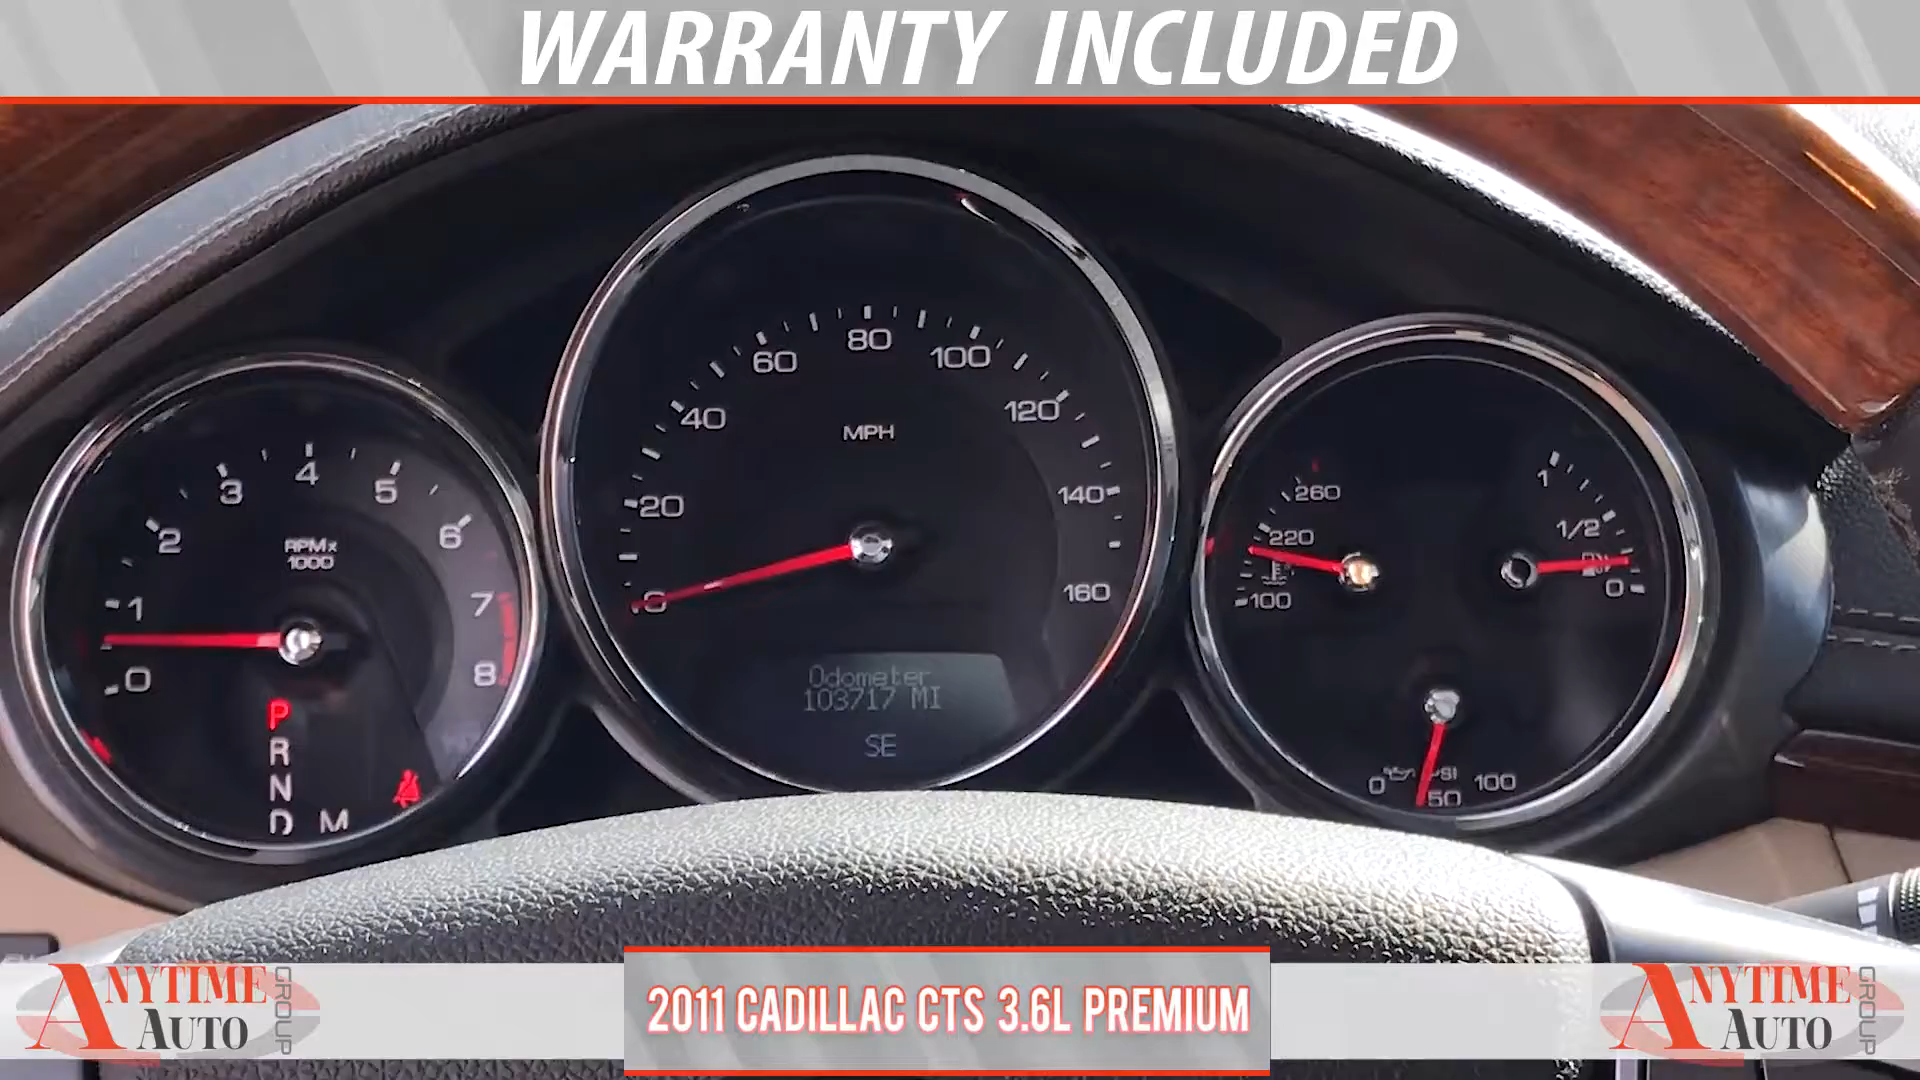 WARRANTY INCLUDED
0
1
2
3
4
5
6
7
8
RPM x
1000
P
R
N
D M
0
20
40
60
80
100
120
140
160
MPH
Odometer
103717 MI
SE
260
220
100
1
1/2
0
0 PSI 100
50
2011 CADILLAC CTS 3.6L PREMIUM
ANYTIME
AUTO
GROUP
ANYTIME
AUTO
GROUP